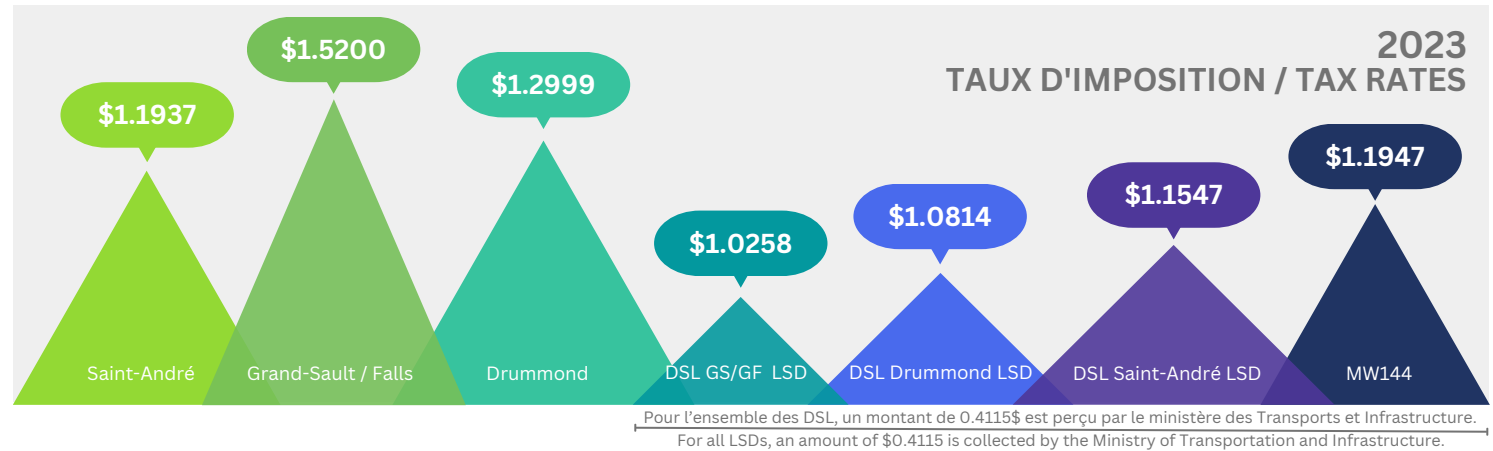 2023
TAUX D'IMPOSITION / TAX RATES
$1.1937
$1.5200
$1.2999
$1.0258
$1.0814
$1.1547
$1.1947
Saint-André
Grand-Sault / Falls
Drummond
DSL GS/GF LSD
DSL Drummond LSD
DSL Saint-André LSD
MW144
Pour l’ensemble des DSL, un montant de 0.4115$ est perçu par le ministère des Transports et Infrastructure.
For all LSDs, an amount of $0.4115 is collected by the Ministry of Transportation and Infrastructure.